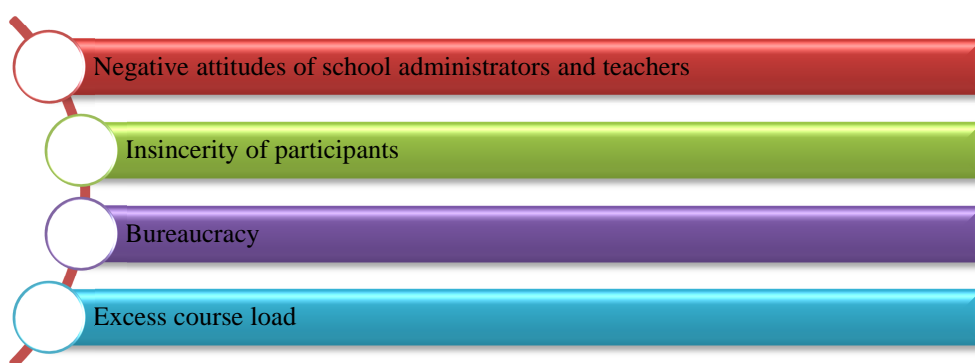 Negative attitudes of school administrators and teachers
Insincerity of participants
Bureaucracy
Excess course load